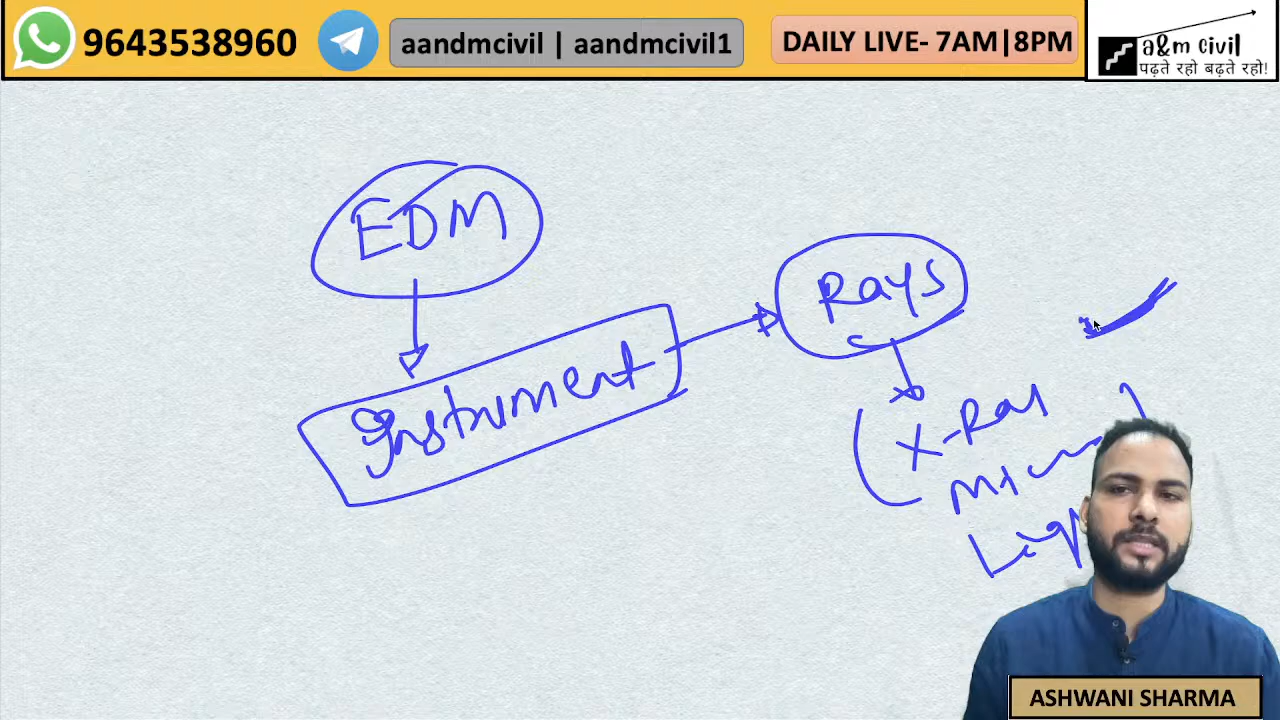 9643538960
aandmcivil | aandmcivil1
DAILY LIVE- 7AM|8PM
a&m civil
पढ़ते रहो बढ़ते रहो!
EDM
Rays
Instrument
X-Ray
ASHWANI SHARMA